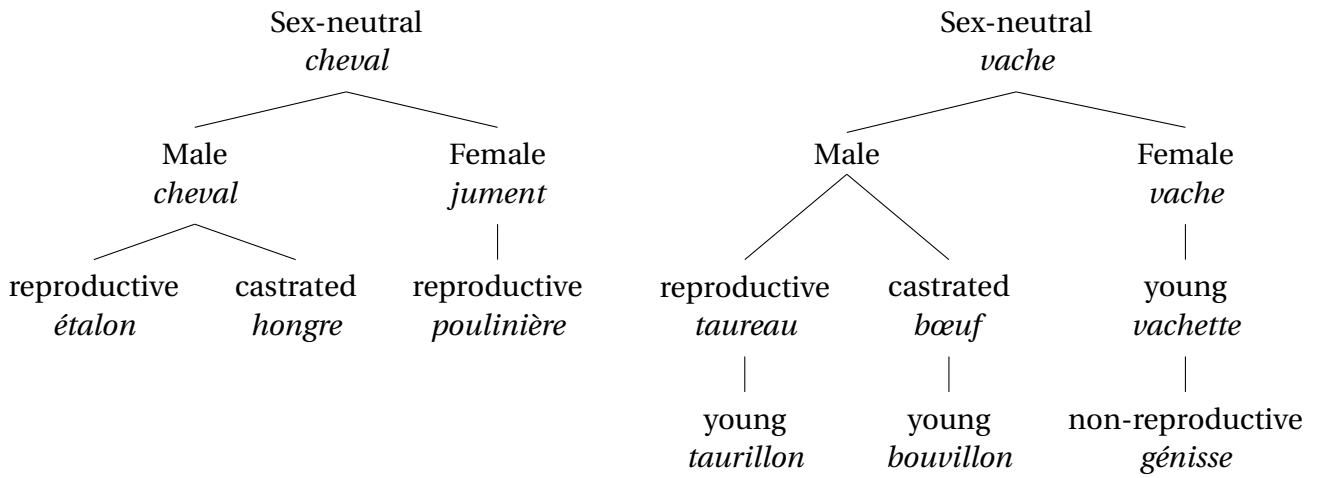 Sex-neutral
cheval
Male
cheval
Female
jument
reproductive
étalon
castrated
hongre
reproductive
poulinière
Sex-neutral
vache
Male
Female
vache
reproductive
taureau
castrated
bœuf
young
vachette
young
taurillon
young
bouvillon
non-reproductive
génisse